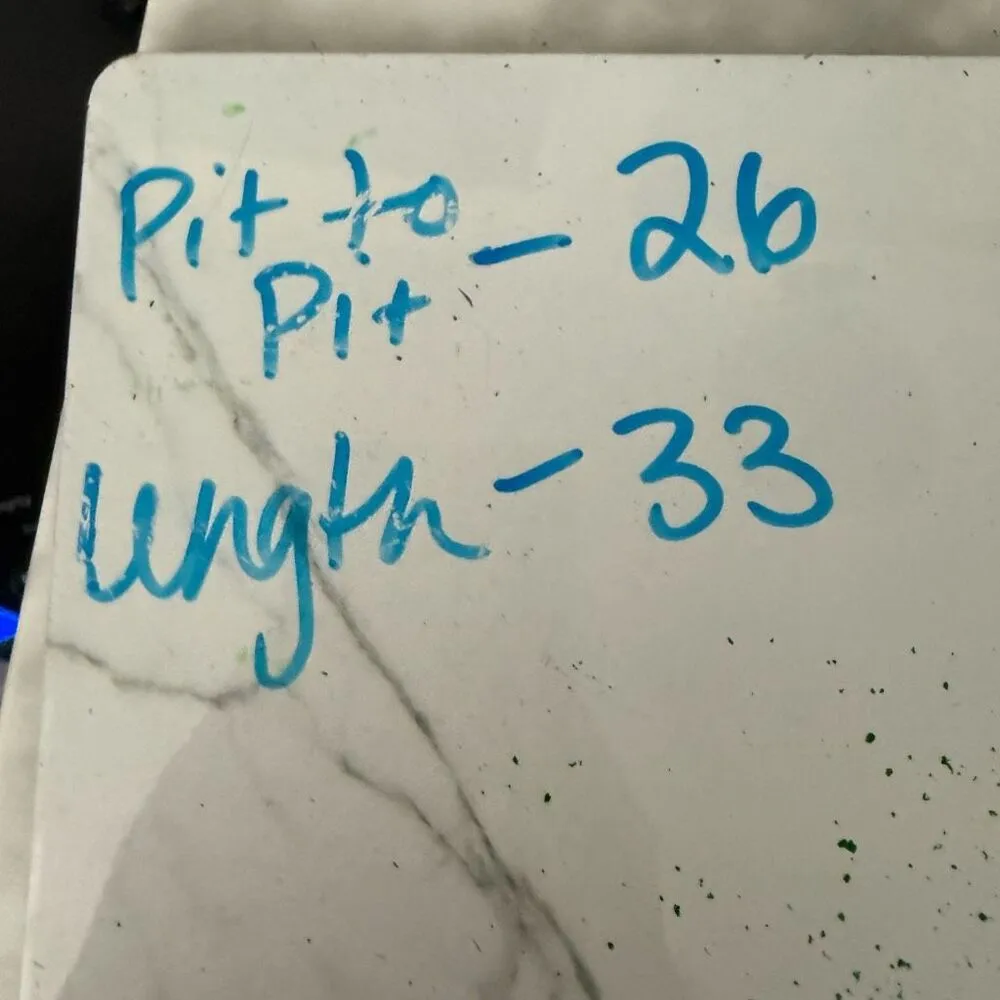 Pit to - 26
Pit
length - 33